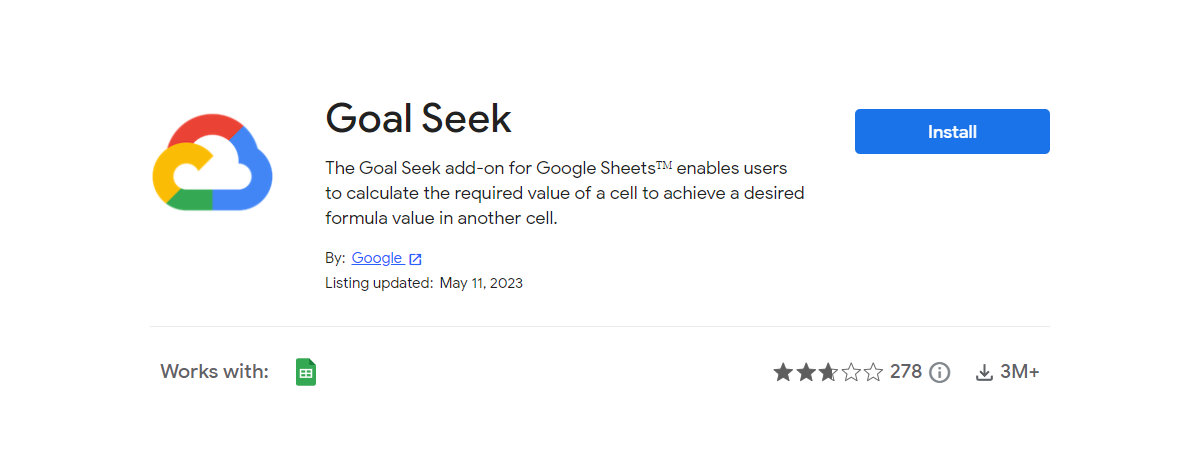 Goal Seek
Install
The Goal Seek add-on for Google Sheets™ enables users
to calculate the required value of a cell to achieve a desired
formula value in another cell.
By: Google
Listing updated: May 11, 2023
Works with:
278
3M+